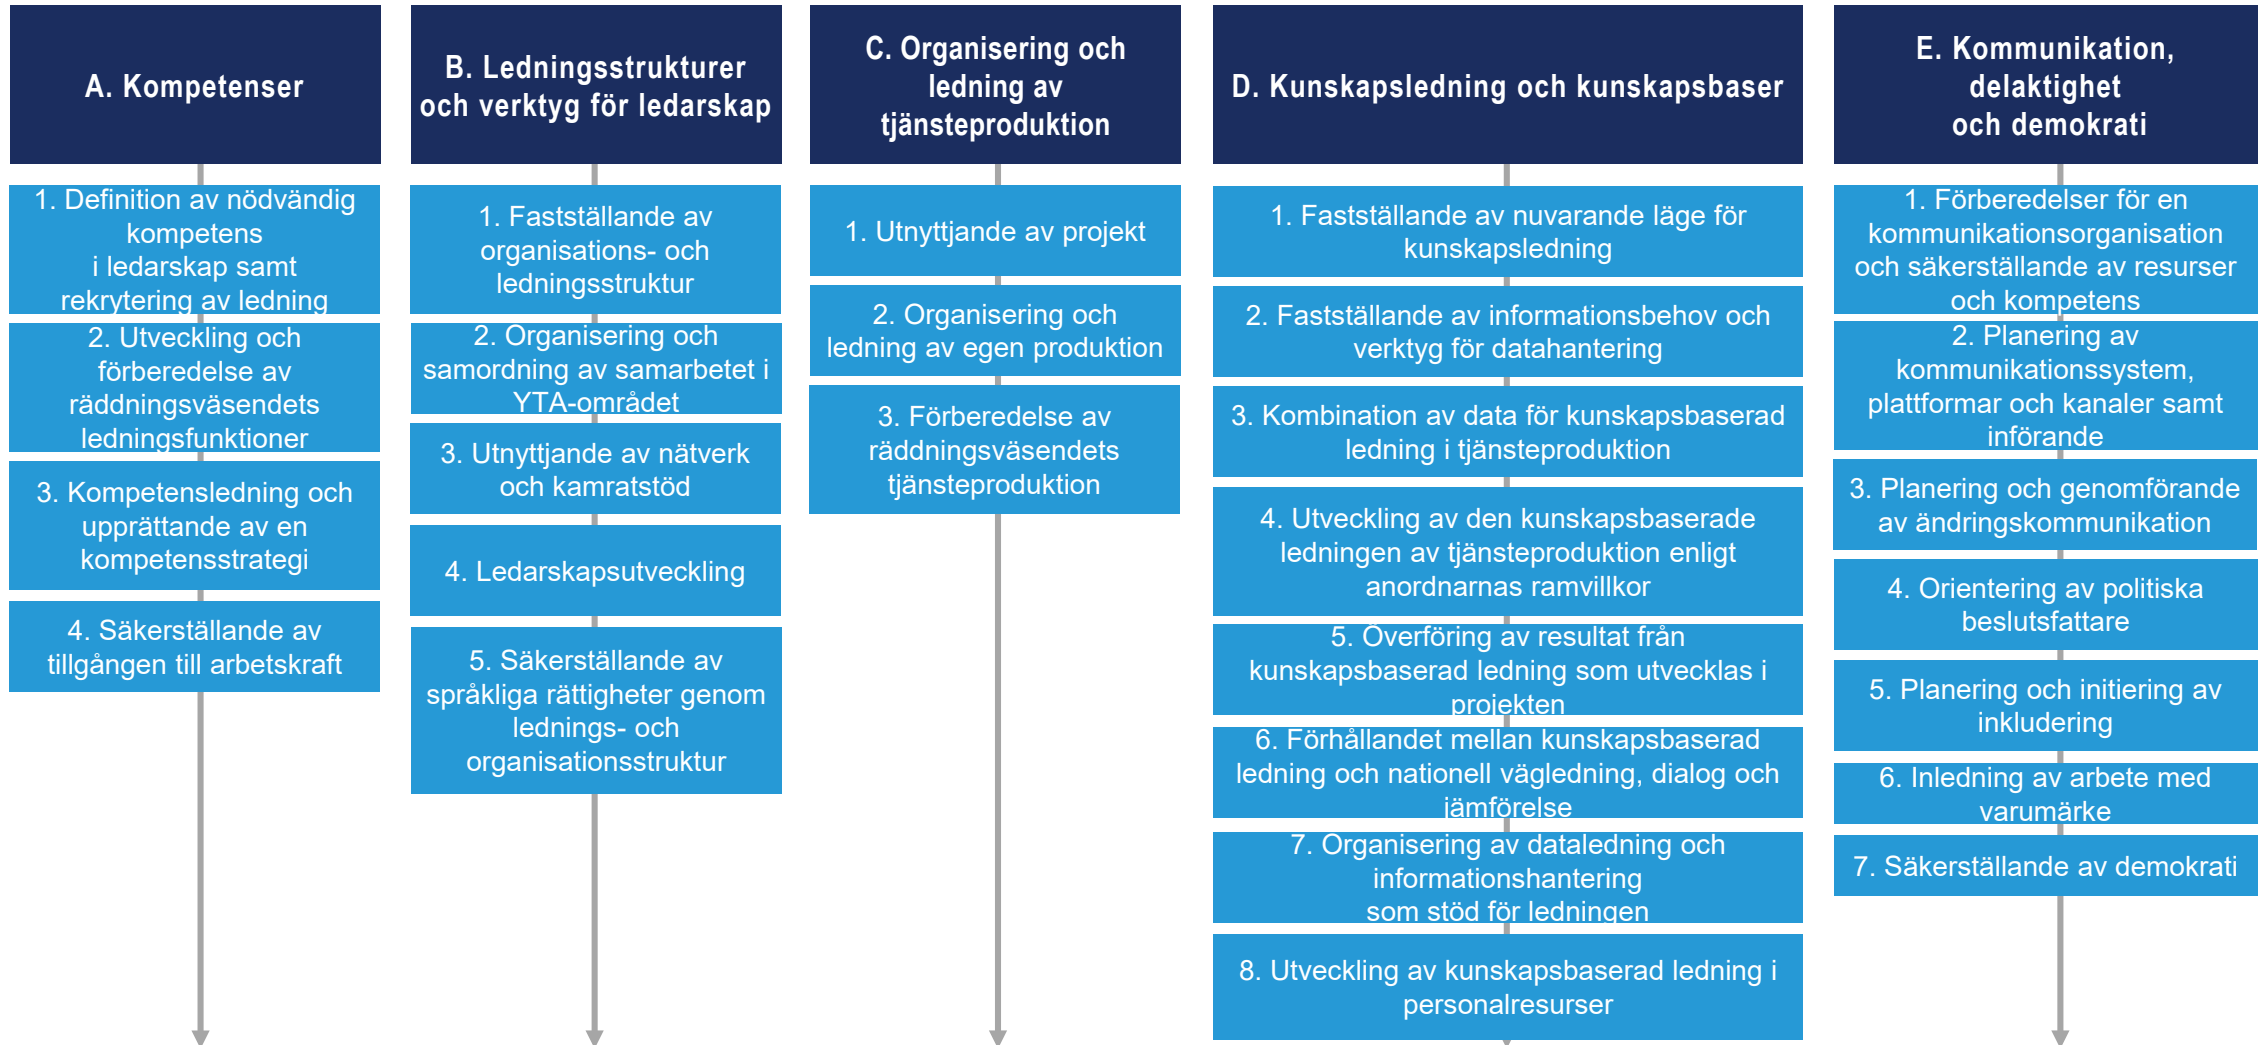 A. Kompetenser
1. Definition av nödvändig
kompetens
i ledarskap samt
rekrytering av ledning
2. Utveckling och
förberedelse av
räddningsväsendets
ledningsfunktioner
3. Kompetensledning och
upprättande av en
kompetensstrategi
4. Säkerställande av
tillgången till arbetskraft
B. Ledningsstrukturer
och verktyg för ledarskap
1. Fastställande av
organisations- och
ledningsstruktur
2. Organisering och
samordning av samarbetet i
YTA-området
3. Utnyttjande av nätverk
och kamratstöd
4. Ledarskapsutveckling
5. Säkerställande av
språkliga rättigheter genom
lednings- och
organisationsstruktur
C. Organisering och
ledning av
tjänsteproduktion
1. Utnyttjande av projekt
2. Organisering och
ledning av egen produktion
3. Förberedelse av
räddningsväsendets
tjänsteproduktion
D. Kunskapsledning och kunskapsbaser
1. Fastställande av nuvarande läge för
kunskapsledning
2. Fastställande av informationsbehov och
verktyg för datahantering
3. Kombination av data för kunskapsbaserad
ledning i tjänsteproduktion
4. Utveckling av den kunskapsbaserade
ledningen av tjänsteproduktion enligt
anordnarnas ramvillkor
5. Överföring av resultat från
kunskapsbaserad ledning som utvecklas i
projekten
6. Förhållandet mellan kunskapsbaserad
ledning och nationell vägledning, dialog och
jämförelse
7. Organisering av dataledning och
informationshantering
som stöd för ledningen
8. Utveckling av kunskapsbaserad ledning i
personalresurser
E. Kommunikation,
delaktighet
och demokrati
1. Förberedelser för en
kommunikationsorganisation
och säkerställande av resurser
och kompetens
2. Planering av
kommunikationssystem,
plattformar och kanaler samt
införande
3. Planering och genomförande
av ändringskommunikation
4. Orientering av politiska
beslutsfattare
5. Planering och initiering av
inkludering
6. Inledning av arbete med
varumärke
7. Säkerställande av demokrati